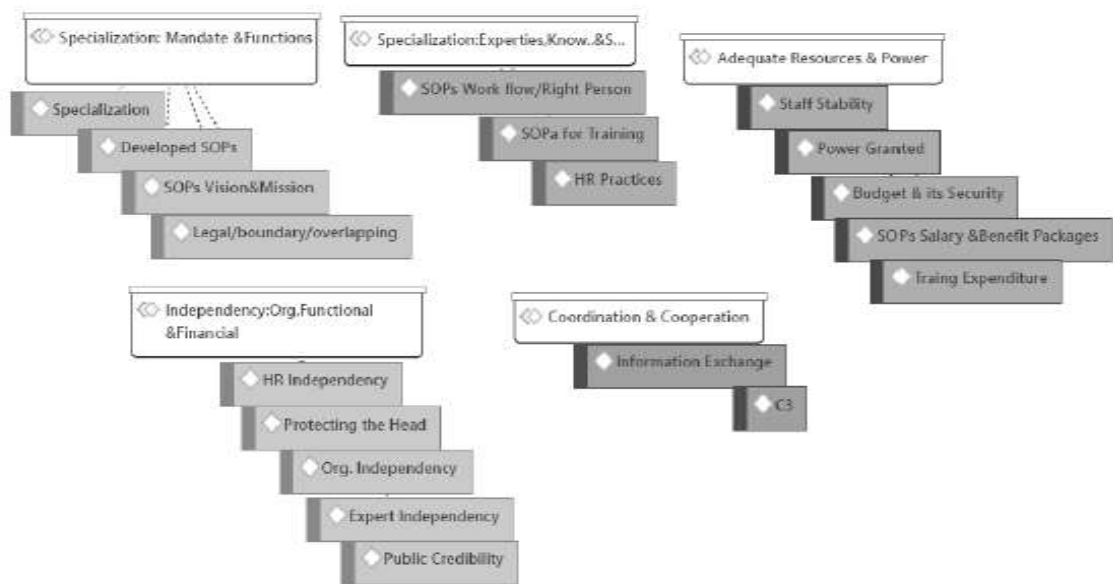 Specialization: Mandate &Functions
Specialization
Developed SOPs
SOPs Vision&Mission
Legal/boundary/overlapping
Specialization:Experties,Know..&S...
SOPs Work flow/Right Person
SOPa for Training
HR Practices
Adequate Resources & Power
Staff Stability
Power Granted
Budget & its Security
SOPs Salary &Benefit Packages
Traing Expenditure
Independency:Org.Functional
&Financial
HR Independency
Protecting the Head
Org. Independency
Expert Independency
Public Credibility
Coordination & Cooperation
Information Exchange
C3